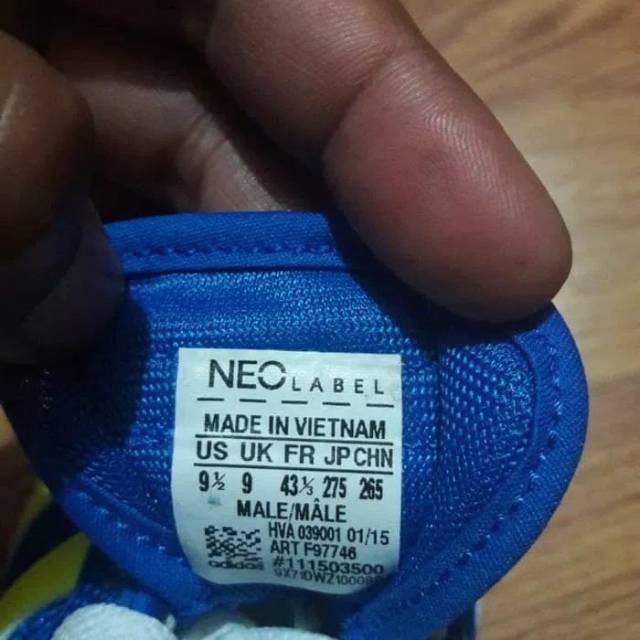 NEO LABEL
MADE IN VIETNAM
US UK FR JP CHN
9½ 9 43⅓ 275 265
MALE/MÂLE
HVA 039001 01/15
ART F97746
adidas #111503500